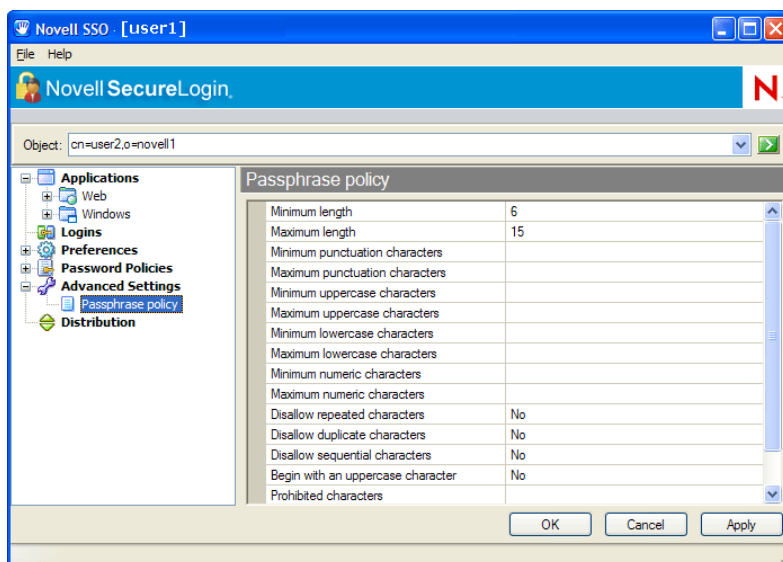 Novell SSO - [user1]
File Help
Novell SecureLogin
N
Object: cn=user2,o=novell1
Applications
Web
Windows
Logins
Preferences
Password Policies
Advanced Settings
Passphrase policy
Distribution
Passphrase policy
Minimum length 6
Maximum length 15
Minimum punctuation characters
Maximum punctuation characters
Minimum uppercase characters
Maximum uppercase characters
Minimum lowercase characters
Maximum lowercase characters
Minimum numeric characters
Maximum numeric characters
Disallow repeated characters No
Disallow duplicate characters No
Disallow sequential characters No
Begin with an uppercase character No
Prohibited characters
OK Cancel Apply